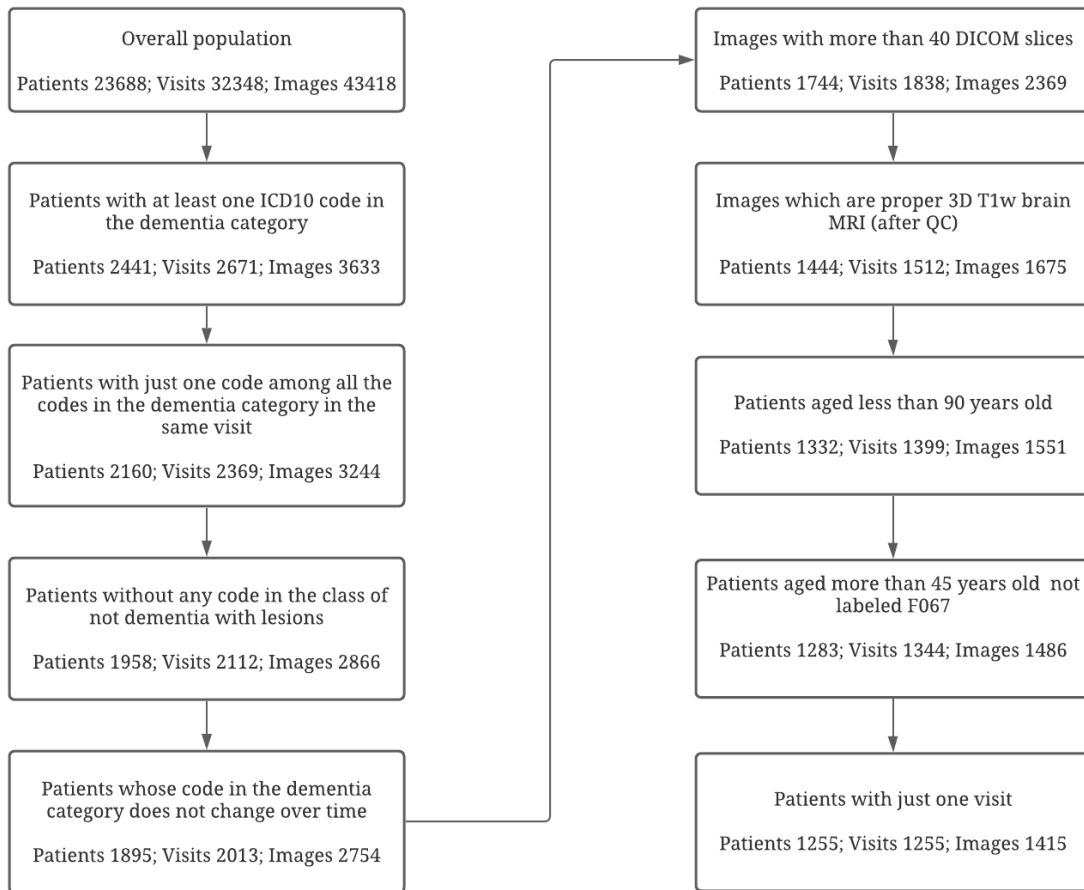 Overall population
Patients 23688; Visits 32348; Images 43418
Patients with at least one ICD10 code in
the dementia category
Patients 2441; Visits 2671; Images 3633
Patients with just one code among all the
codes in the dementia category in the
same visit
Patients 2160; Visits 2369; Images 3244
Patients without any code in the class of
not dementia with lesions
Patients 1958; Visits 2112; Images 2866
Patients whose code in the dementia
category does not change over time
Patients 1895; Visits 2013; Images 2754
Images with more than 40 DICOM slices
Patients 1744; Visits 1838; Images 2369
Images which are proper 3D T1w brain
MRI (after QC)
Patients 1444; Visits 1512; Images 1675
Patients aged less than 90 years old
Patients 1332; Visits 1399; Images 1551
Patients aged more than 45 years old  not
labeled F067
Patients 1283; Visits 1344; Images 1486
Patients with just one visit
Patients 1255; Visits 1255; Images 1415